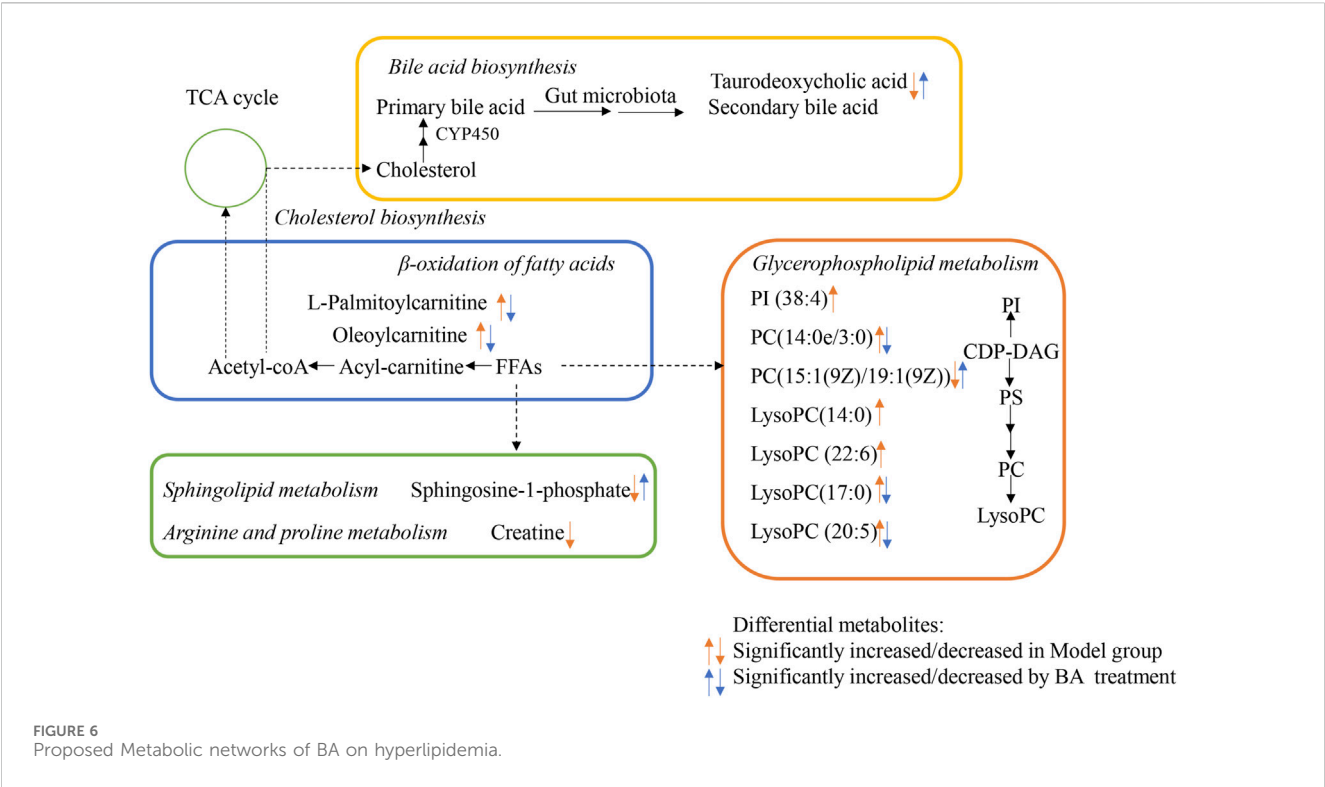 Bile acid biosynthesis
TCA cycle
Primary bile acid
Gut microbiota
Taurodeoxycholic acid
Secondary bile acid
CYP450
Cholesterol
Cholesterol biosynthesis
β-oxidation of fatty acids
L-Palmitoylcarnitine
Oleoylcarnitine
Acetyl-coA
Acyl-carnitine
FFAs
Sphingolipid metabolism
Sphingosine-1-phosphate
Arginine and proline metabolism
Creatine
Glycerophospholipid metabolism
PI (38:4)
PC(14:0e/3:0)
PC(15:1(9Z)/19:1(9Z))
LysoPC(14:0)
LysoPC (22:6)
LysoPC(17:0)
LysoPC (20:5)
PI
CDP-DAG
PS
PC
LysoPC
Differential metabolites:
Significantly increased/decreased in Model group
Significantly increased/decreased by BA treatment
FIGURE 6
Proposed Metabolic networks of BA on hyperlipidemia.